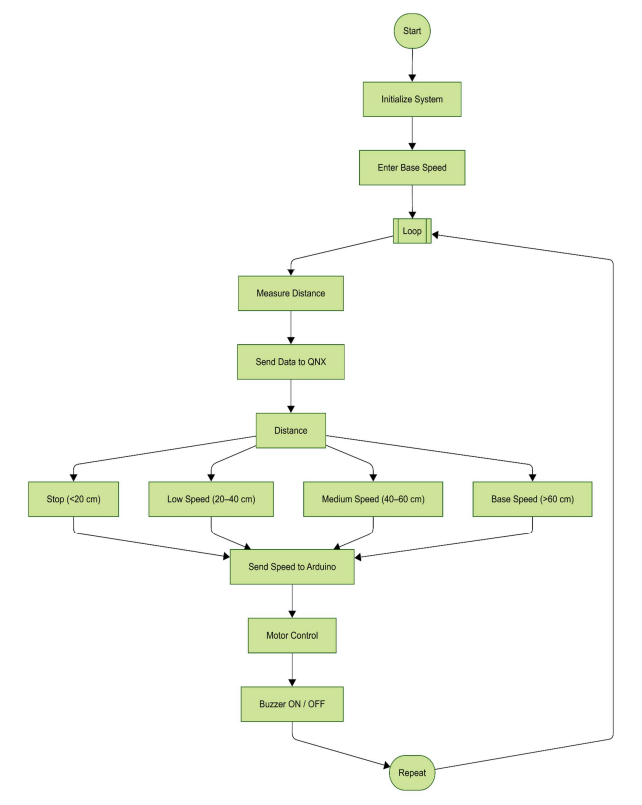 Start
Initialize System
Enter Base Speed
Loop
Measure Distance
Send Data to QNX
Distance
Stop (<20 cm)
Low Speed (20–40 cm)
Medium Speed (40–60 cm)
Base Speed (>60 cm)
Send Speed to Arduino
Motor Control
Buzzer ON / OFF
Repeat